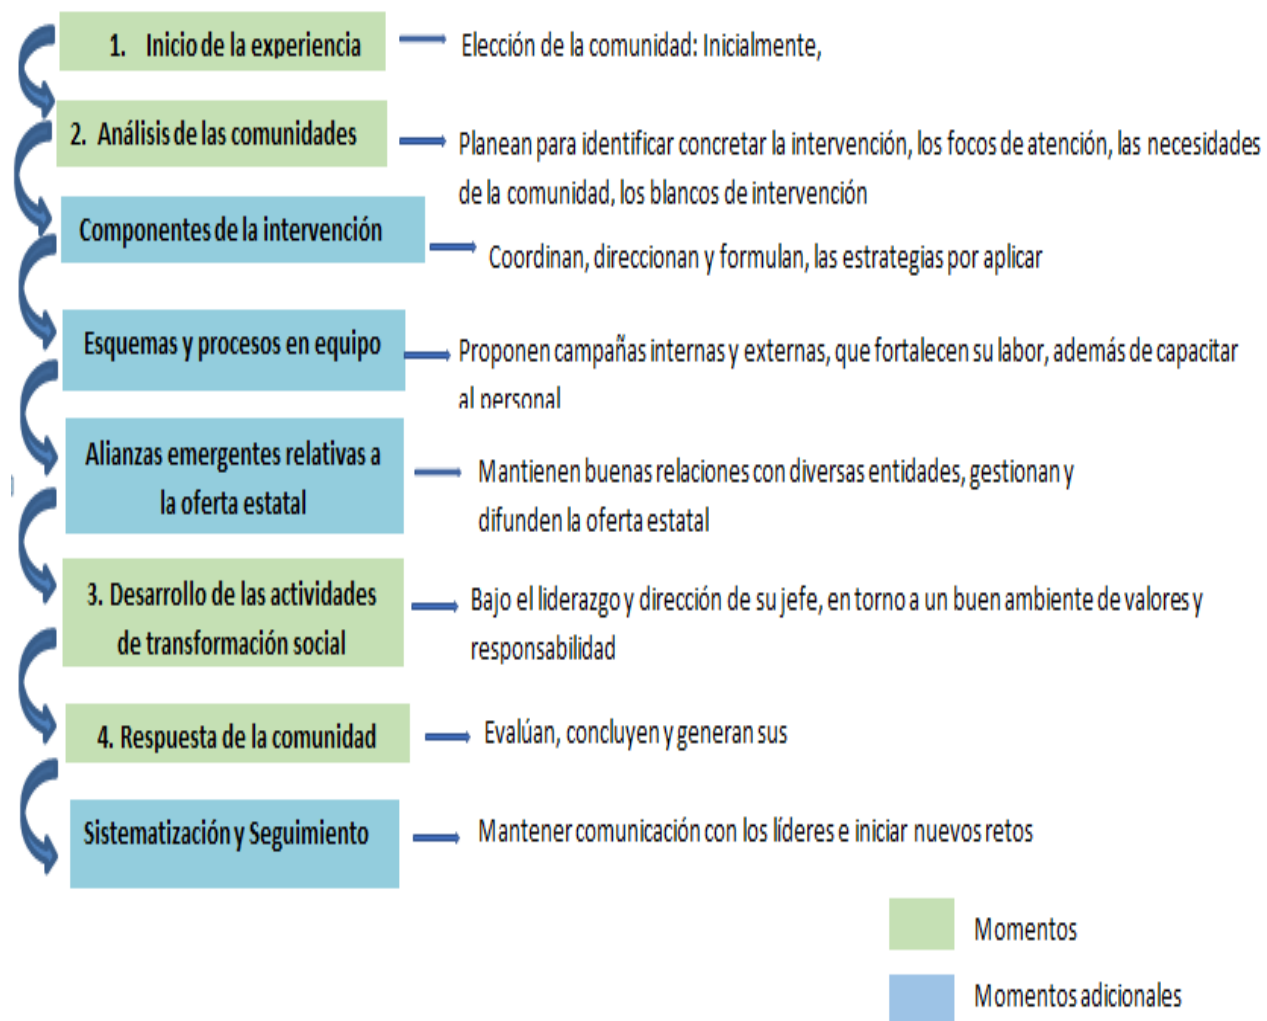 1. Inicio de la experiencia
Elección de la comunidad: Inicialmente,
2. Análisis de las comunidades
Planean para identificar concretar la intervención, los focos de atención, las necesidades
de la comunidad, los blancos de intervención
Componentes de la intervención
Coordinan, direccionan y formulan, las estrategias por aplicar
Esquemas y procesos en equipo
Proponen campañas internas y externas, que fortalecen su labor, además de capacitar
al personal
Alianzas emergentes relativas a
la oferta estatal
Mantienen buenas relaciones con diversas entidades, gestionan y
difunden la oferta estatal
3. Desarrollo de las actividades
de transformación social
Bajo el liderazgo y dirección de su jefe, en torno a un buen ambiente de valores y
responsabilidad
4. Respuesta de la comunidad
Evalúan, concluyen y generan sus
Sistematización y Seguimiento
Mantener comunicación con los líderes e iniciar nuevos retos
Momentos
Momentos adicionales